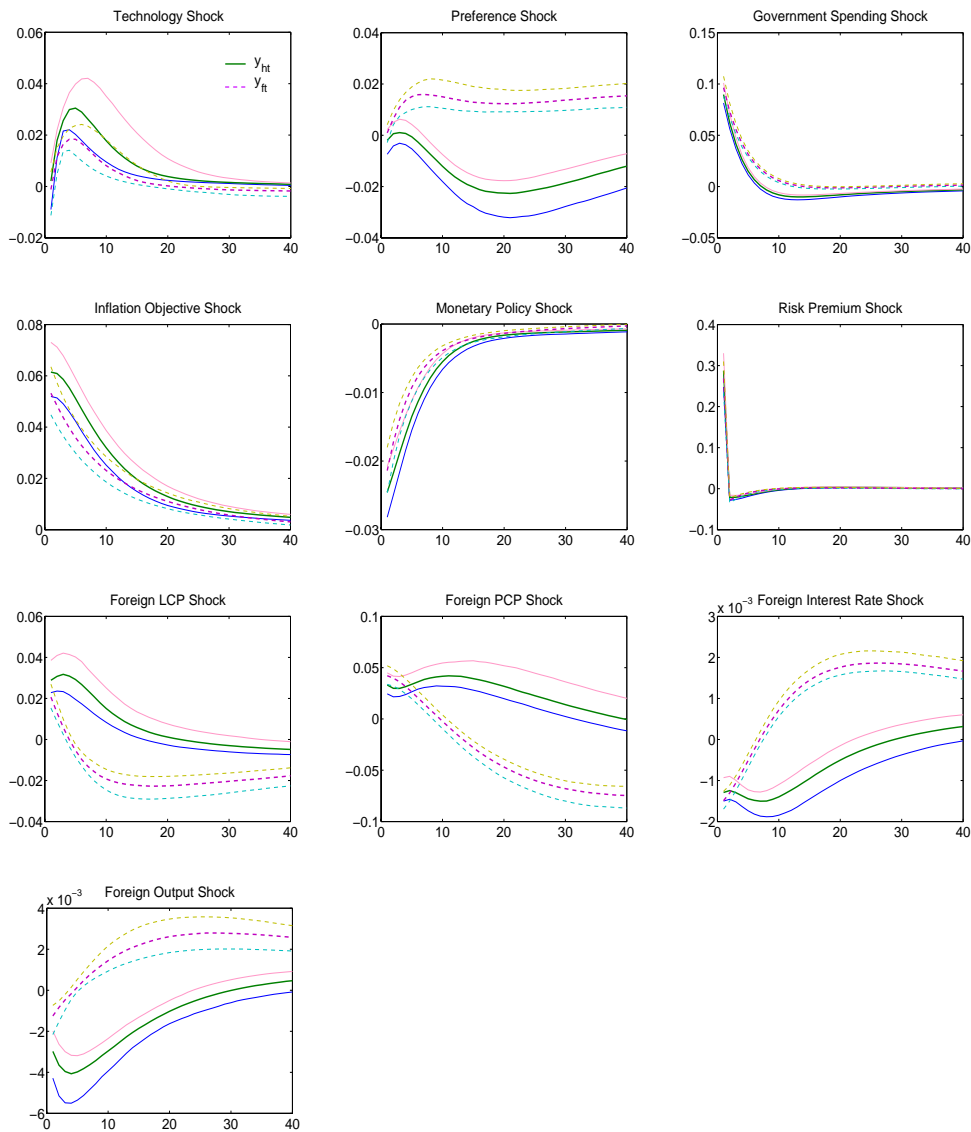 Technology Shock
0.06
0.04
0.02
0
−0.02
0 10 20 30 40
y_ht
y_ft
Preference Shock
0.04
0.02
0
−0.02
−0.04
0 10 20 30 40
Government Spending Shock
0.15
0.1
0.05
0
−0.05
0 10 20 30 40
Inflation Objective Shock
0.08
0.06
0.04
0.02
0
0 10 20 30 40
Monetary Policy Shock
0
−0.01
−0.02
−0.03
0 10 20 30 40
Risk Premium Shock
0.4
0.3
0.2
0.1
0
−0.1
0 10 20 30 40
Foreign LCP Shock
0.06
0.04
0.02
0
−0.02
−0.04
0 10 20 30 40
Foreign PCP Shock
0.1
0.05
0
−0.05
−0.1
0 10 20 30 40
x 10^−3 Foreign Interest Rate Shock
3
2
1
0
−1
−2
0 10 20 30 40
Foreign Output Shock
x 10^−3
4
2
0
−2
−4
−6
0 10 20 30 40